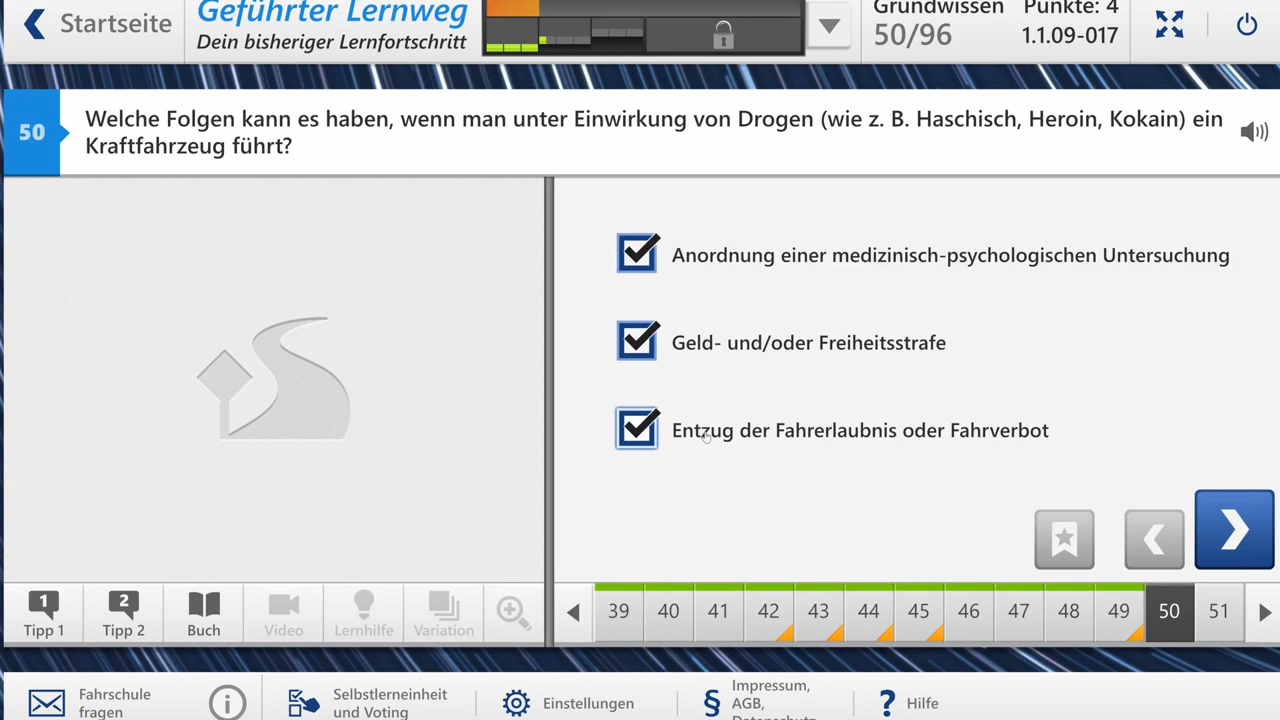 Startseite
Geführter Lernweg
Dein bisheriger Lernfortschritt
Grundwissen
50/96
Punkte: 4
1.1.09-017
50
Welche Folgen kann es haben, wenn man unter Einwirkung von Drogen (wie z. B. Haschisch, Heroin, Kokain) ein
Kraftfahrzeug führt?
Anordnung einer medizinisch-psychologischen Untersuchung
Geld- und/oder Freiheitsstrafe
Entzug der Fahrerlaubnis oder Fahrverbot
1
Tipp 1
2
Tipp 2
Buch
Video
Lernhilfe
Variation
39 40 41 42 43 44 45 46 47 48 49 50 51
Fahrschule
fragen
Selbstlerneinheit
und Voting
Einstellungen
§
Impressum,
AGB,
Datenschutz
?
Hilfe